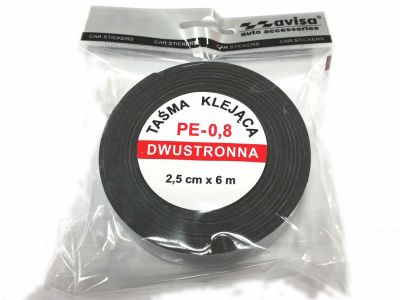 avisa
auto accessories
CAR STICKERS CAR STICKERS CAR STICKERS
TAŚMA KLEJĄCA
PE-0,8
DWUSTRONNA
2,5 cm x 6 m